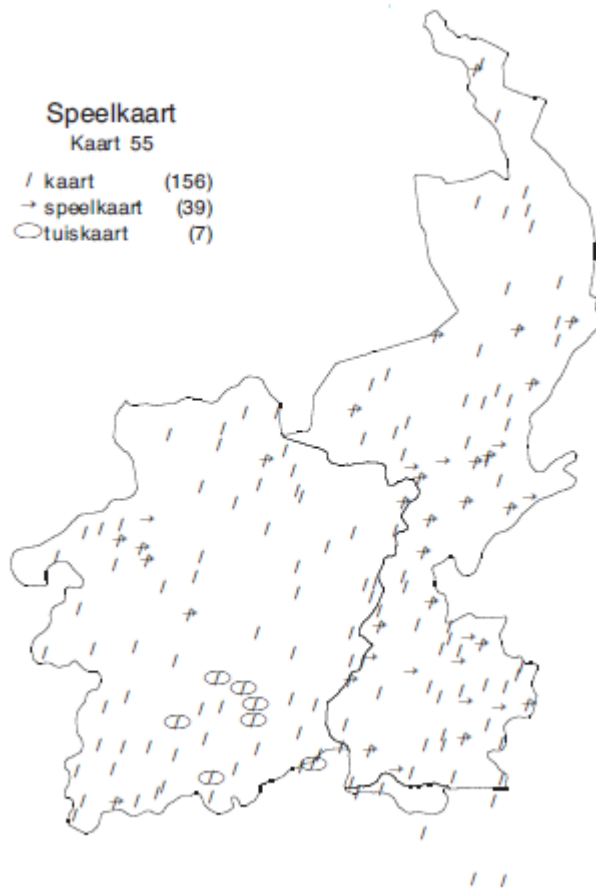 Speelkaart
Kaart 55
/ kaart (156)
→ speelkaart (39)
tuiskaart (7)